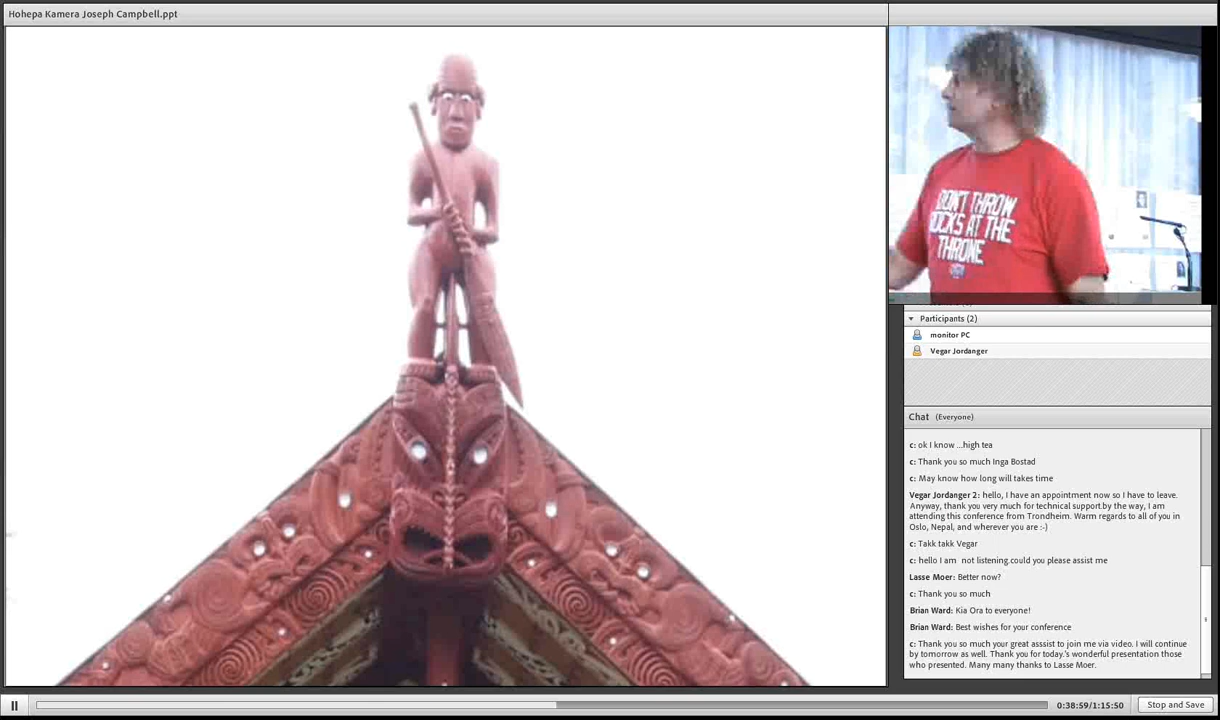 Hohepa Kamera Joseph Campbell.ppt
DON'T THROW
ROCKS AT THE
THRONE
Participants (2)
monitor PC
Vegar Jordanger
Chat (Everyone)
c: ok I know ...high tea
c: Thank you so much Inga Bostad
c: May know how long will takes time
Vegar Jordanger 2: hello, I have an appointment now so I have to leave.
Anyway, thank you very much for technical support.by the way, I am
attending this conference from Trondheim. Warm regards to all of you in
Oslo, Nepal, and wherever you are :-)
c: Takk takk Vegar
c: hello I am  not listening.could you please assist me
Lasse Moer: Better now?
c: Thank you so much
Brian Ward: Kia Ora to everyone!
Brian Ward: Best wishes for your conference
c: Thank you so much your great asssist to join me via video. I will continue
by tomorrow as well. Thank you for today.'s wonderful presentation those
who presented. Many many thanks to Lasse Moer.
0:38:59/1:15:50
Stop and Save